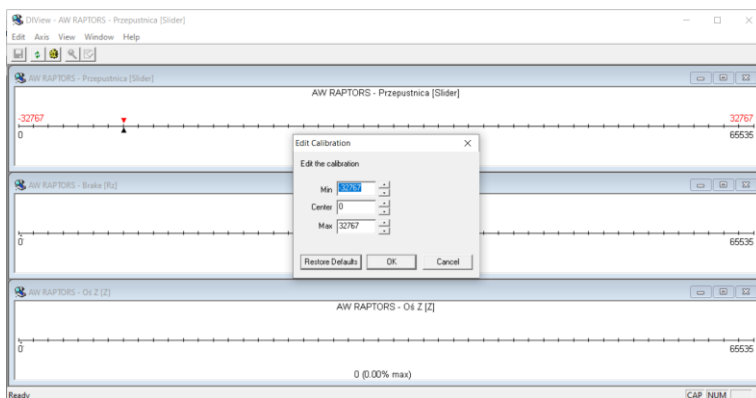 DIView - AW RAPTORS - Przepustnica [Slider]
Edit Axis View Window Help
AW RAPTORS - Przepustnica [Slider]
AW RAPTORS - Przepustnica [Slider]
-32767 32767
0 65535
Edit Calibration
Edit the calibration
Min -32767
Center 0
Max 32767
Restore Defaults OK Cancel
AW RAPTORS - Brake [Rz]
0 65535
AW RAPTORS - Oś Z [Z]
AW RAPTORS - Oś Z [Z]
0 65535
0 (0.00% max)
Ready CAP NUM